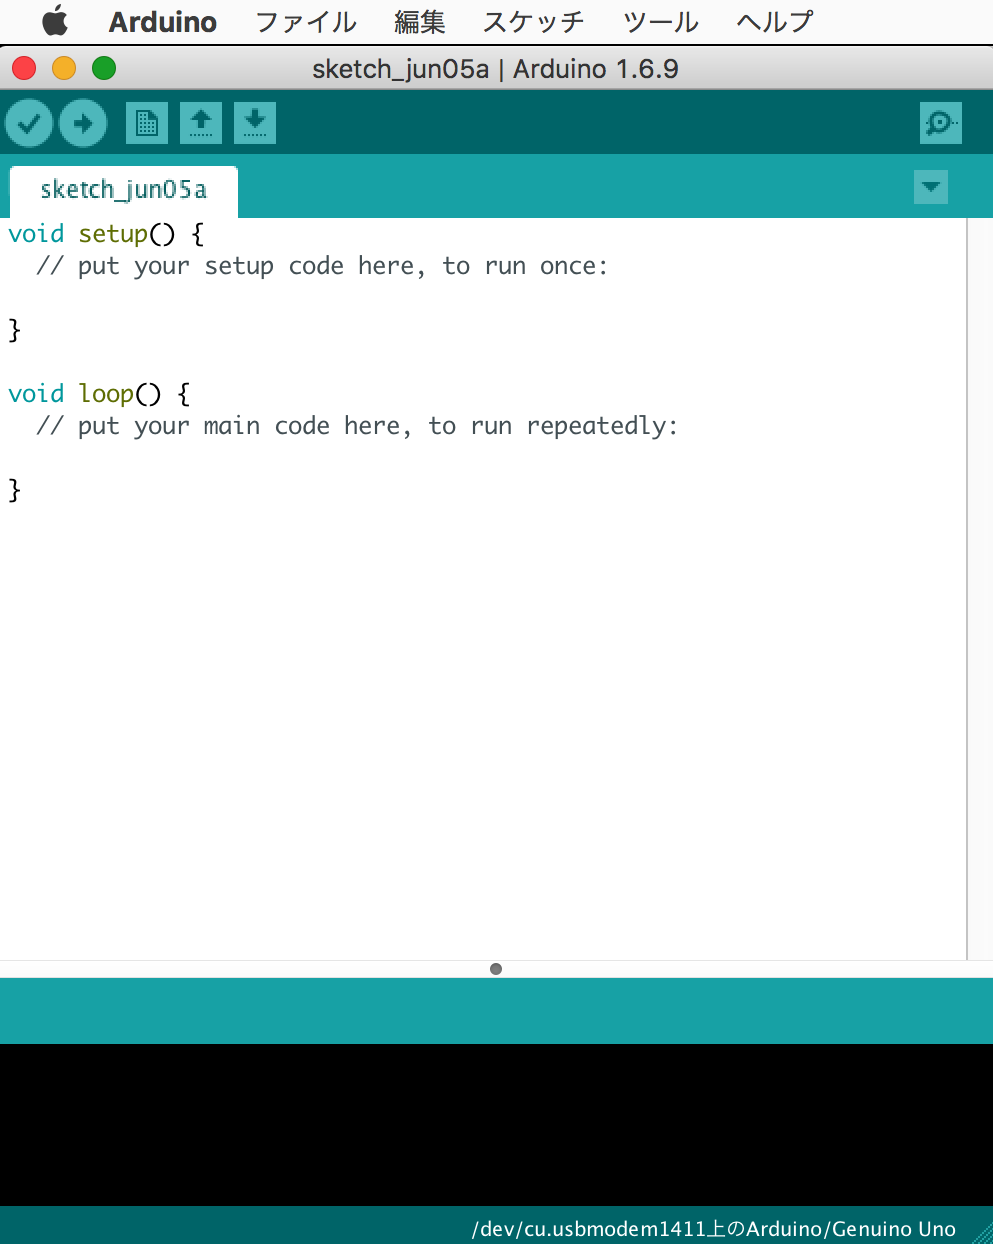 Arduino ファイル 編集 スケッチ ツール ヘルプ
sketch_jun05a | Arduino 1.6.9
sketch_jun05a
void setup() {
  // put your setup code here, to run once:
}
void loop() {
  // put your main code here, to run repeatedly:
}
/dev/cu.usbmodem1411上のArduino/Genuino Uno